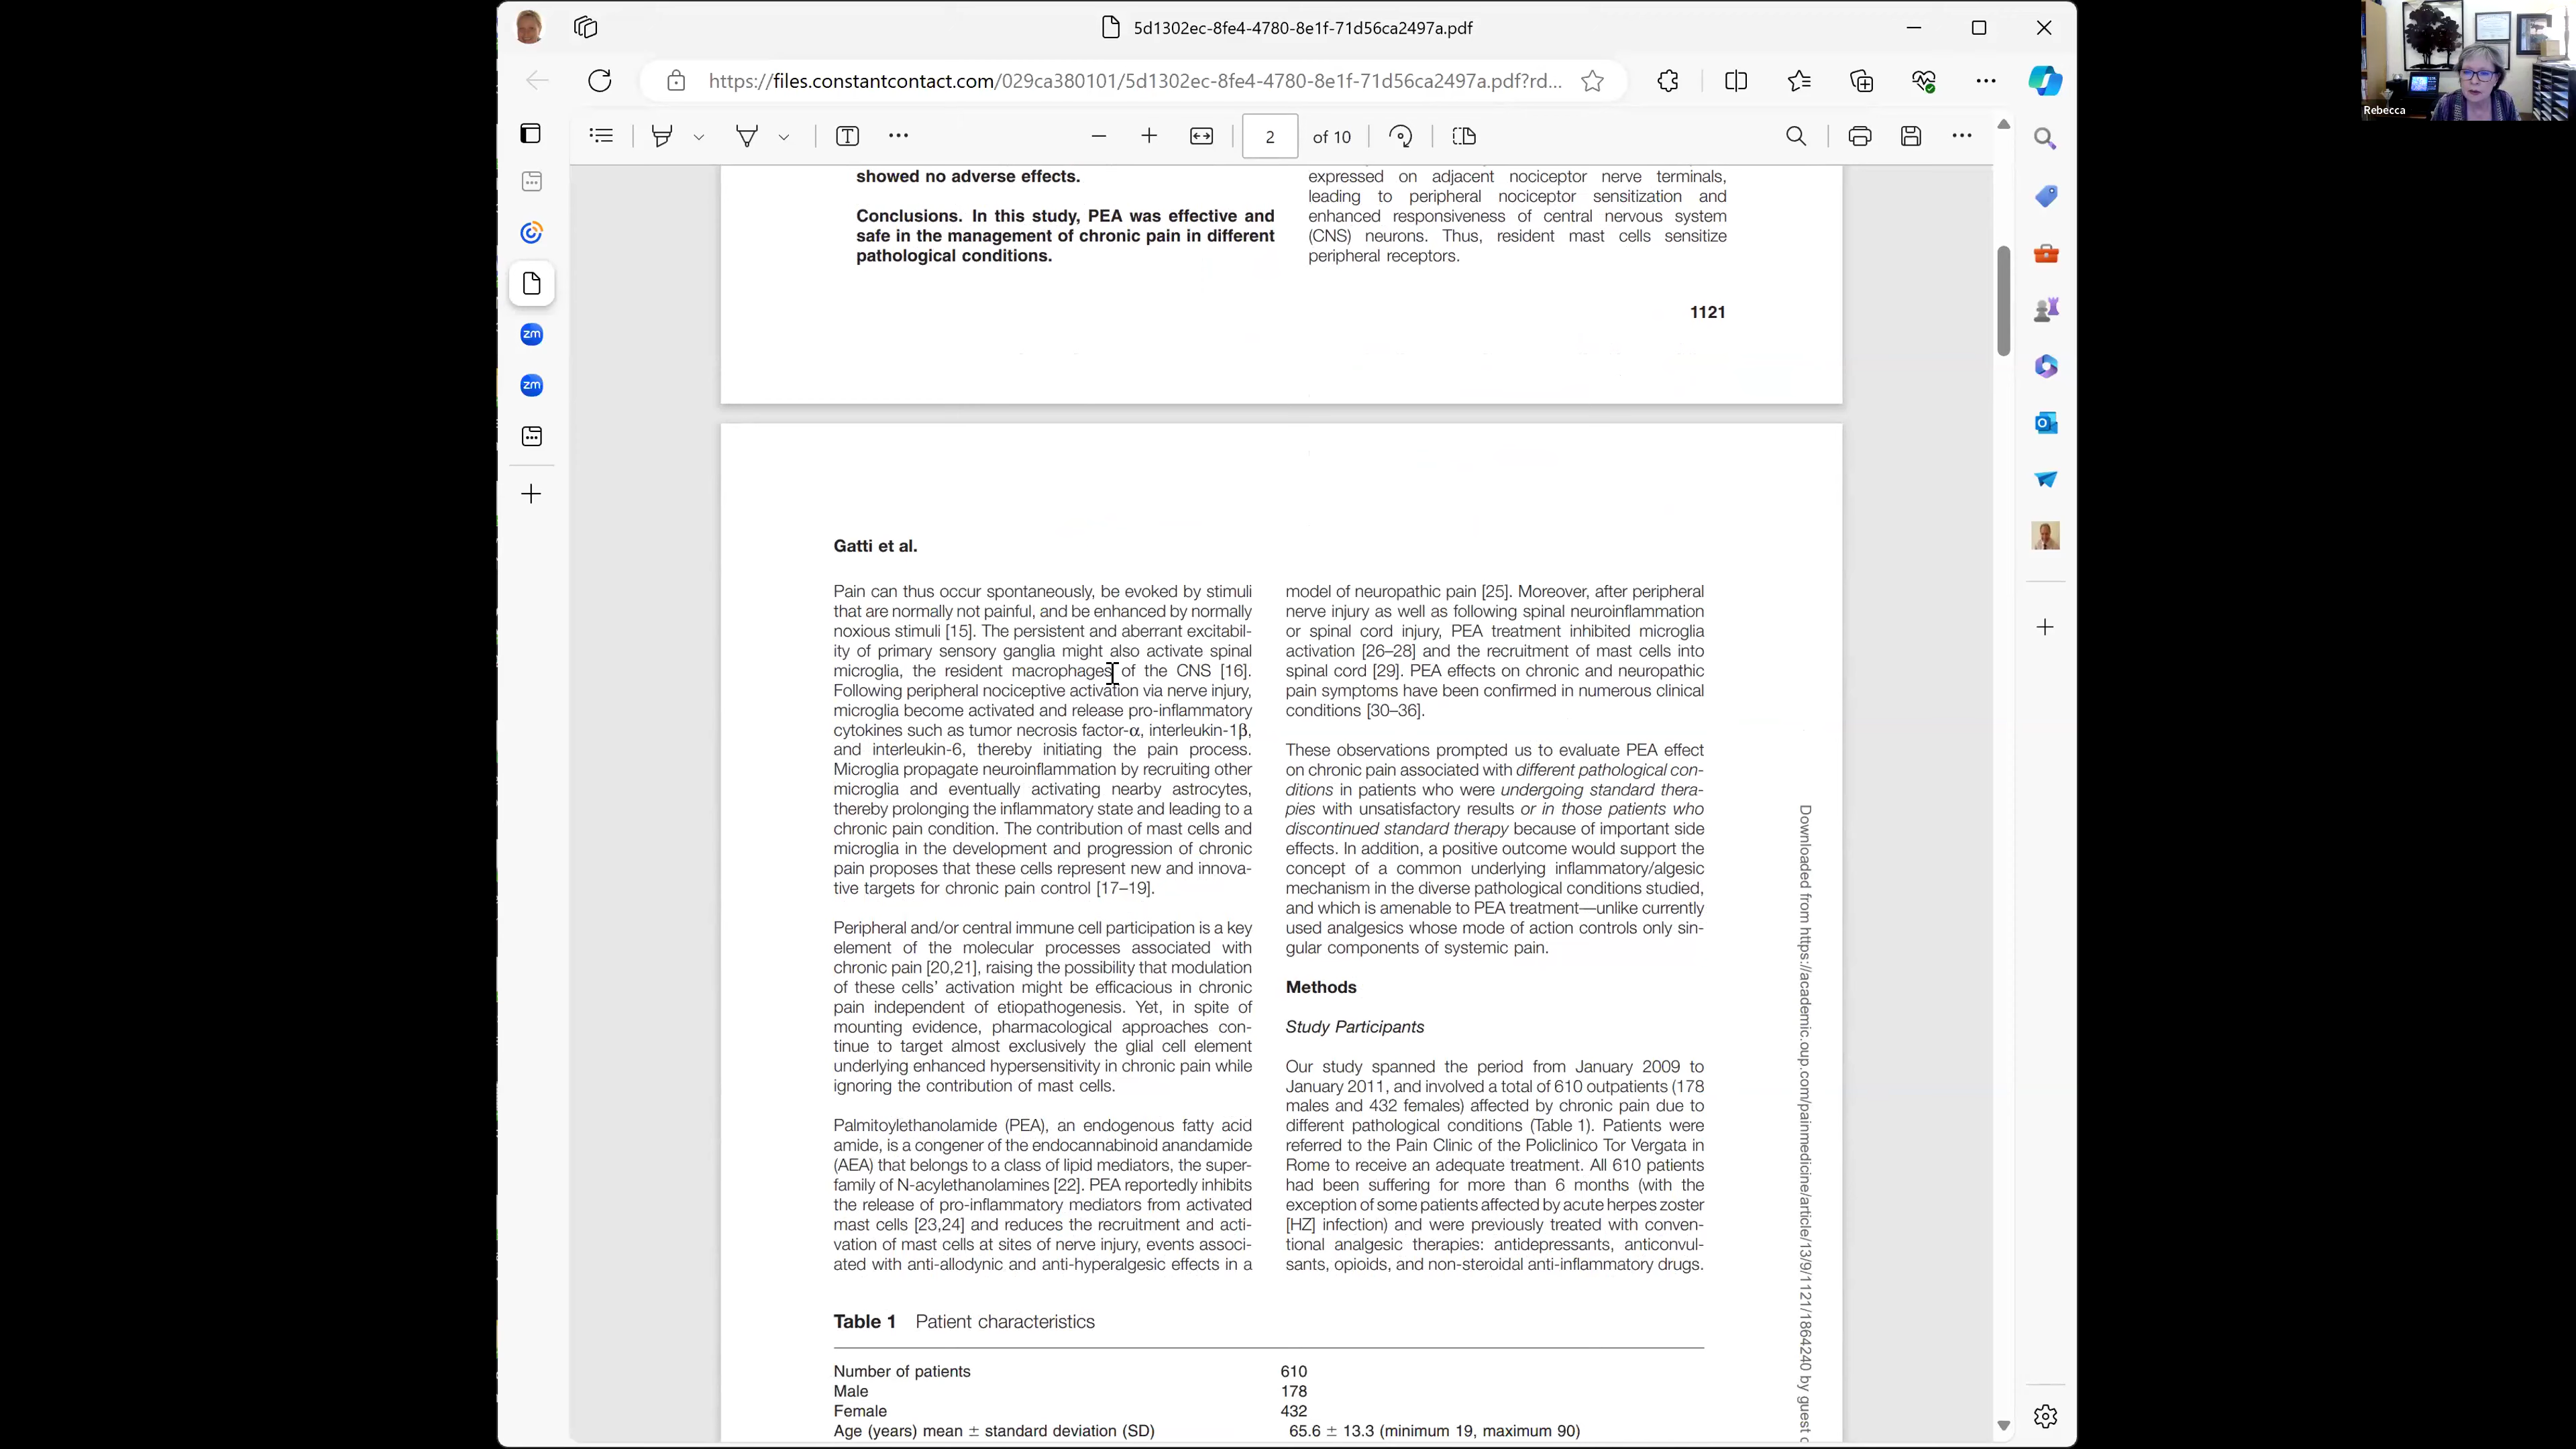 5d1302ec-8fe4-4780-8e1f-71d56ca2497a.pdf
https://files.constantcontact.com/029ca380101/5d1302ec-8fe4-4780-8e1f-71d56ca2497a.pdf?rd...
2 of 10
Rebecca
zm
zm
showed no adverse effects.
Conclusions. In this study, PEA was effective and
safe in the management of chronic pain in different
pathological conditions.
expressed on adjacent nociceptor nerve terminals,
leading to peripheral nociceptor sensitization and
enhanced responsiveness of central nervous system
(CNS) neurons. Thus, resident mast cells sensitize
peripheral receptors.
1121
Gatti et al.
Pain can thus occur spontaneously, be evoked by stimuli
that are normally not painful, and be enhanced by normally
noxious stimuli [15]. The persistent and aberrant excitabil-
ity of primary sensory ganglia might also activate spinal
microglia, the resident macrophages of the CNS [16].
Following peripheral nociceptive activation via nerve injury,
microglia become activated and release pro-inflammatory
cytokines such as tumor necrosis factor-α, interleukin-1β,
and interleukin-6, thereby initiating the pain process.
Microglia propagate neuroinflammation by recruiting other
microglia and eventually activating nearby astrocytes,
thereby prolonging the inflammatory state and leading to a
chronic pain condition. The contribution of mast cells and
microglia in the development and progression of chronic
pain proposes that these cells represent new and innova-
tive targets for chronic pain control [17–19].
Peripheral and/or central immune cell participation is a key
element of the molecular processes associated with
chronic pain [20,21], raising the possibility that modulation
of these cells' activation might be efficacious in chronic
pain independent of etiopathogenesis. Yet, in spite of
mounting evidence, pharmacological approaches con-
tinue to target almost exclusively the glial cell element
underlying enhanced hypersensitivity in chronic pain while
ignoring the contribution of mast cells.
Palmitoylethanolamide (PEA), an endogenous fatty acid
amide, is a congener of the endocannabinoid anandamide
(AEA) that belongs to a class of lipid mediators, the super-
family of N-acylethanolamines [22]. PEA reportedly inhibits
the release of pro-inflammatory mediators from activated
mast cells [23,24] and reduces the recruitment and acti-
vation of mast cells at sites of nerve injury, events associ-
ated with anti-allodynic and anti-hyperalgesic effects in a
model of neuropathic pain [25]. Moreover, after peripheral
nerve injury as well as following spinal neuroinflammation
or spinal cord injury, PEA treatment inhibited microglia
activation [26–28] and the recruitment of mast cells into
spinal cord [29]. PEA effects on chronic and neuropathic
pain symptoms have been confirmed in numerous clinical
conditions [30–36].
These observations prompted us to evaluate PEA effect
on chronic pain associated with different pathological con-
ditions in patients who were undergoing standard thera-
pies with unsatisfactory results or in those patients who
discontinued standard therapy because of important side
effects. In addition, a positive outcome would support the
concept of a common underlying inflammatory/algesic
mechanism in the diverse pathological conditions studied,
and which is amenable to PEA treatment—unlike currently
used analgesics whose mode of action controls only sin-
gular components of systemic pain.
Methods
Study Participants
Our study spanned the period from January 2009 to
January 2011, and involved a total of 610 outpatients (178
males and 432 females) affected by chronic pain due to
different pathological conditions (Table 1). Patients were
referred to the Pain Clinic of the Policlinico Tor Vergata in
Rome to receive an adequate treatment. All 610 patients
had been suffering for more than 6 months (with the
exception of some patients affected by acute herpes zoster
[HZ] infection) and were previously treated with conven-
tional analgesic therapies: antidepressants, anticonvul-
sants, opioids, and non-steroidal anti-inflammatory drugs.
Downloaded from https://academic.oup.com/painmedicine/article/13/9/1121/1864240 by guest
Table 1 Patient characteristics
Number of patients 610
Male 178
Female 432
Age (years) mean ± standard deviation (SD) 65.6 ± 13.3 (minimum 19, maximum 90)